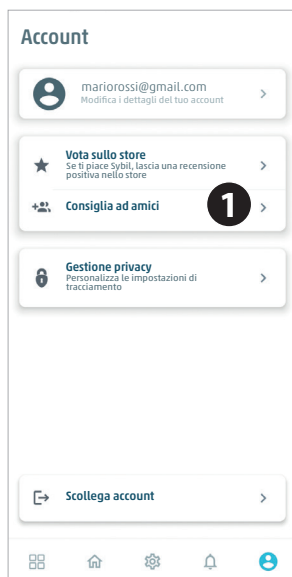 Account
mariorossi@gmail.com
Modifica i dettagli del tuo account
Vota sullo store
Se ti piace Sybil, lascia una recensione
positiva nello store
Consiglia ad amici
1
Gestione privacy
Personalizza le impostazioni di
tracciamento
Scollega account